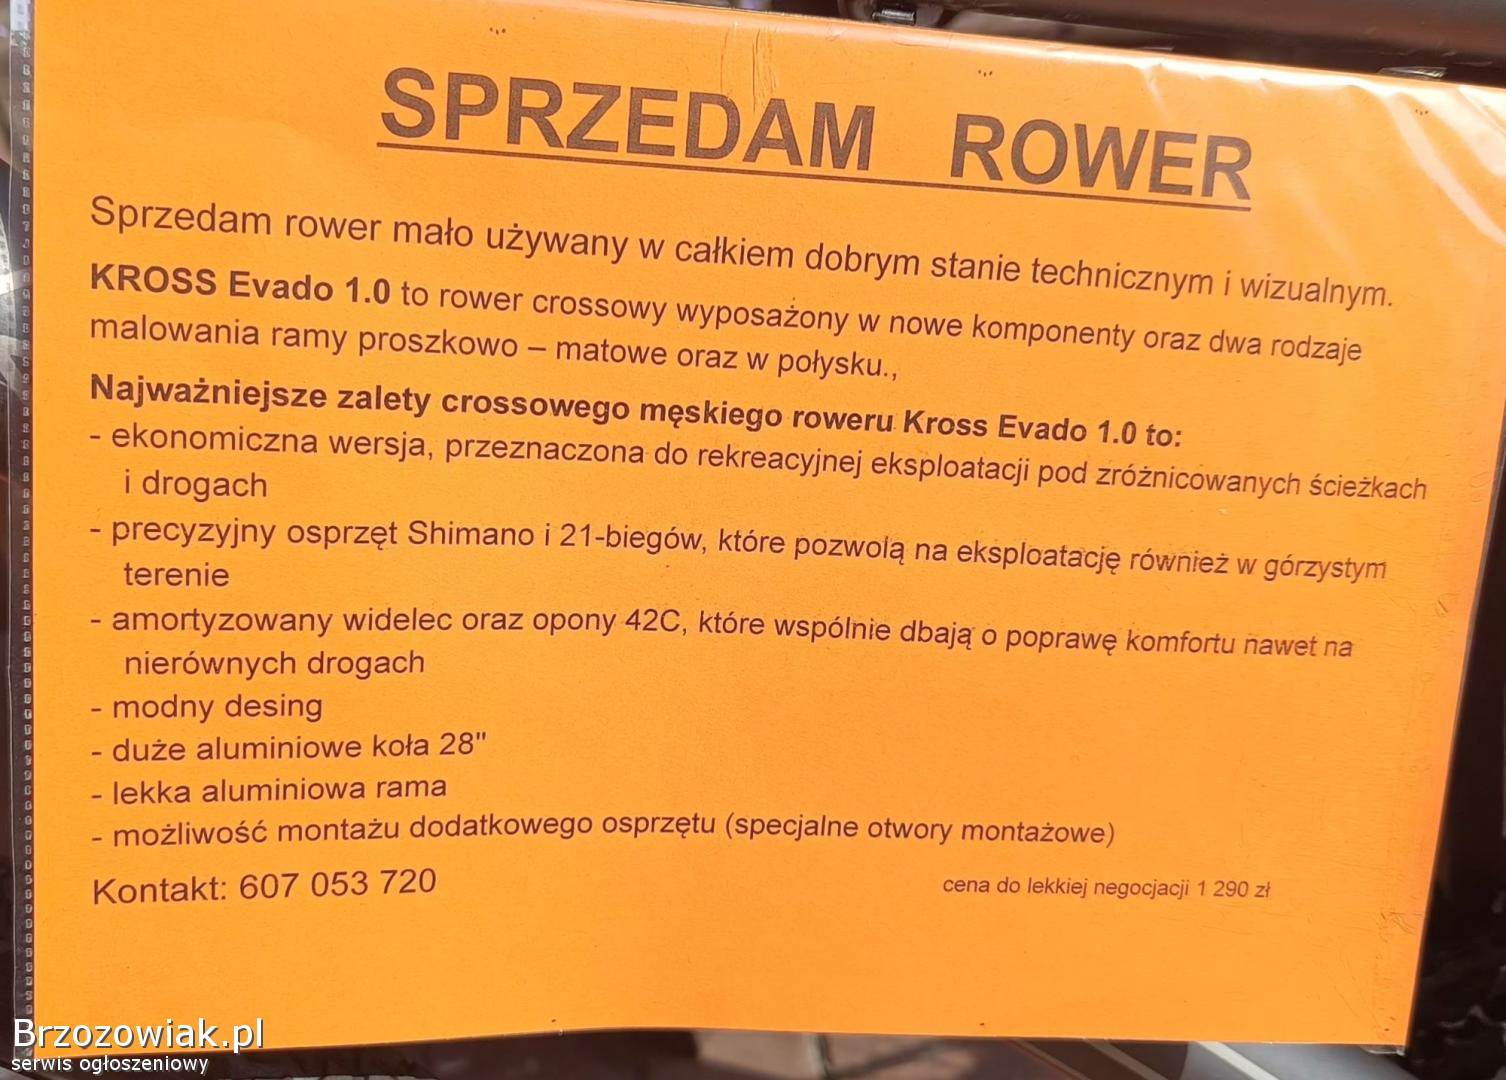 SPRZEDAM ROWER
Sprzedam rower mało używany w całkiem dobrym stanie technicznym i wizualnym.
KROSS Evado 1.0 to rower crossowy wyposażony w nowe komponenty oraz dwa rodzaje
malowania ramy proszkowo – matowe oraz w połysku.,
Najważniejsze zalety crossowego męskiego roweru Kross Evado 1.0 to:
- ekonomiczna wersja, przeznaczona do rekreacyjnej eksploatacji pod zróżnicowanych ścieżkach
i drogach
- precyzyjny osprzęt Shimano i 21-biegów, które pozwolą na eksploatację również w górzystym
terenie
- amortyzowany widelec oraz opony 42C, które wspólnie dbają o poprawę komfortu nawet na
nierównych drogach
- modny desing
- duże aluminiowe koła 28"
- lekka aluminiowa rama
- możliwość montażu dodatkowego osprzętu (specjalne otwory montażowe)
Kontakt: 607 053 720
cena do lekkiej negocjacji 1 290 zł
Brzozowiak.pl
serwis ogłoszeniowy